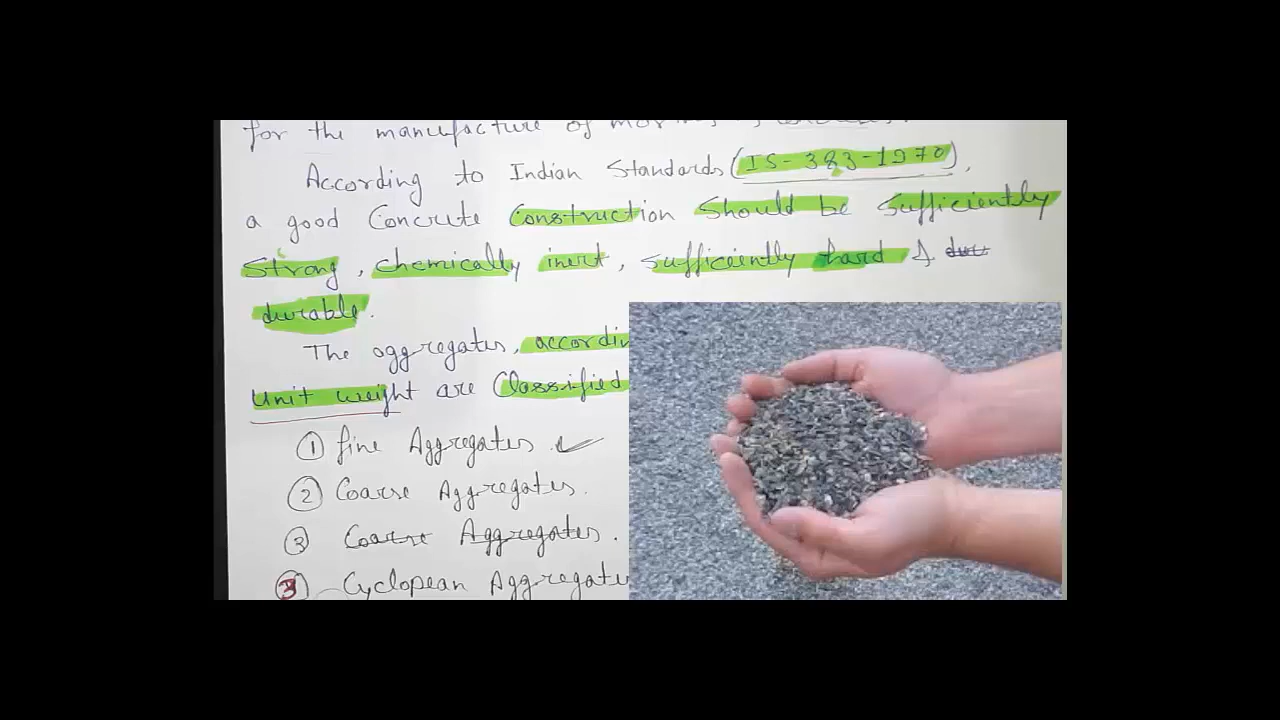 for the manufacture of
According to Indian Standards (IS-383-1970),
a good Concrete Construction Should be Sufficiently
Strong, chemically inert, sufficiently hard &
durable.
The aggregates, accordin
Unit weight are Classified
① fine Aggregates. ✓
② Coarse Aggregates.
③ Coarse Aggregates.
③ Cyclopean Aggregates